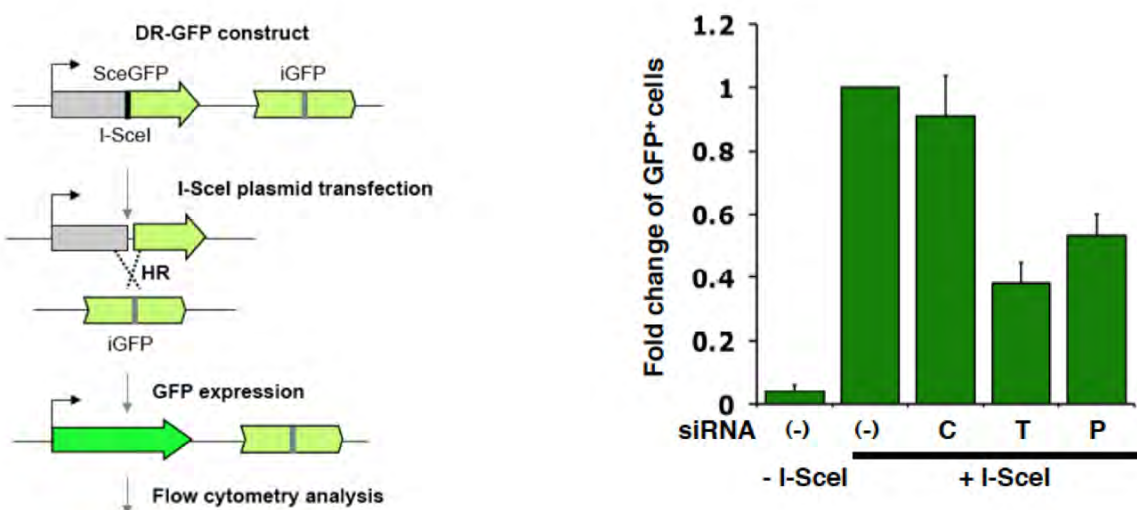 DR-GFP construct
SceGFP
iGFP
I-SceI
I-SceI plasmid transfection
HR
iGFP
GFP expression
Flow cytometry analysis
Fold change of GFP⁺ cells
1.2
1
0.8
0.6
0.4
0.2
0
siRNA (-) (-) C T P
- I-SceI + I-SceI